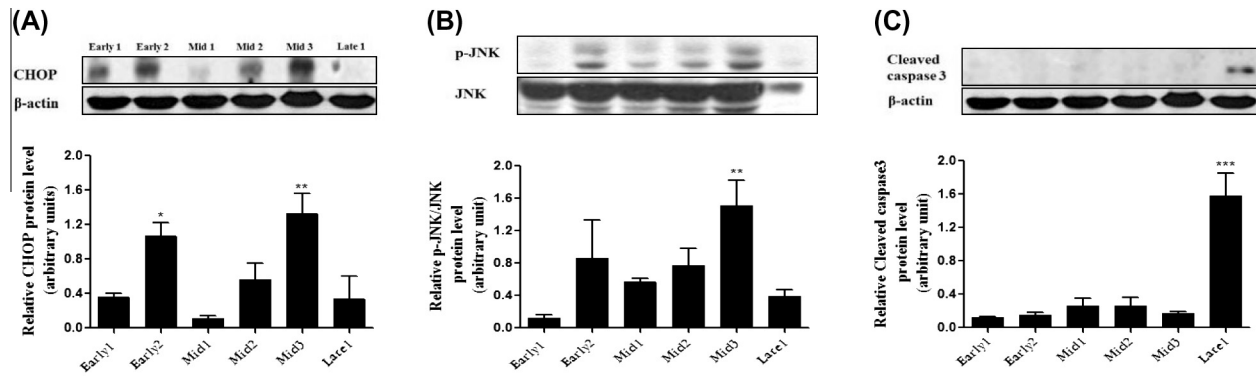 (A)
Early 1 Early 2 Mid 1 Mid 2 Mid 3 Late 1
CHOP
β-actin
Relative CHOP protein level
(arbitrary units)
2.0
1.6
1.2
0.8
0.4
0.0
*
**
Early1 Early2 Mid1 Mid2 Mid3 Late1
(B)
p-JNK
JNK
Relative p-JNK/JNK
protein level
(arbitrary unit)
2.0
1.6
1.2
0.8
0.4
0.0
**
Early1 Early2 Mid1 Mid2 Mid3 Late1
(C)
Cleaved
caspase 3
β-actin
Relative Cleaved caspase3
protein level
(arbitrary unit)
2.0
1.6
1.2
0.8
0.4
0.0
***
Early1 Early2 Mid1 Mid2 Mid3 Late1